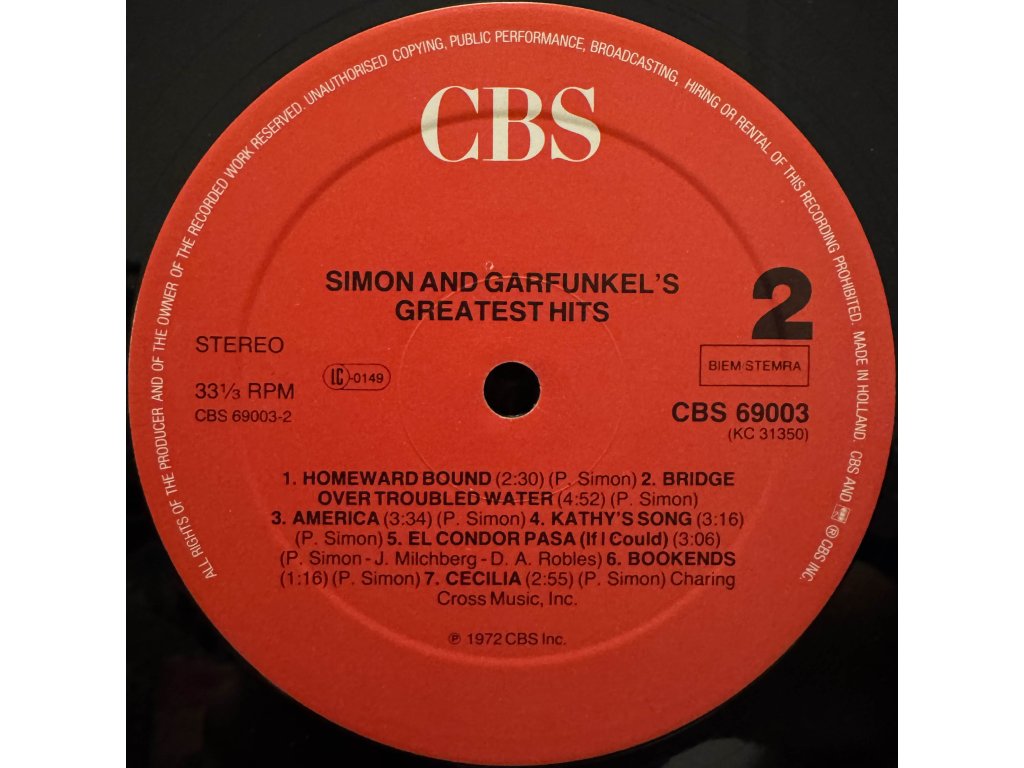 ALL RIGHTS OF THE PRODUCER AND OF THE OWNER OF THE RECORDED WORK RESERVED. UNAUTHORISED COPYING, PUBLIC PERFORMANCE, BROADCASTING, HIRING OR RENTAL OF THIS RECORDING PROHIBITED. MADE IN HOLLAND. CBS AND ℗ CBS INC.
CBS
SIMON AND GARFUNKEL'S
GREATEST HITS
2
STEREO
BIEM/STEMRA
LC-0149
33⅓ RPM
CBS 69003-2
CBS 69003
(KC 31350)
1. HOMEWARD BOUND (2:30) (P. Simon) 2. BRIDGE
OVER TROUBLED WATER (4:52) (P. Simon)
3. AMERICA (3:34) (P. Simon) 4. KATHY'S SONG (3:16)
(P. Simon) 5. EL CONDOR PASA (If I Could) (3:06)
(P. Simon - J. Milchberg - D. A. Robles) 6. BOOKENDS
(1:16) (P. Simon) 7. CECILIA (2:55) (P. Simon) Charing
Cross Music, Inc.
℗ 1972 CBS Inc.